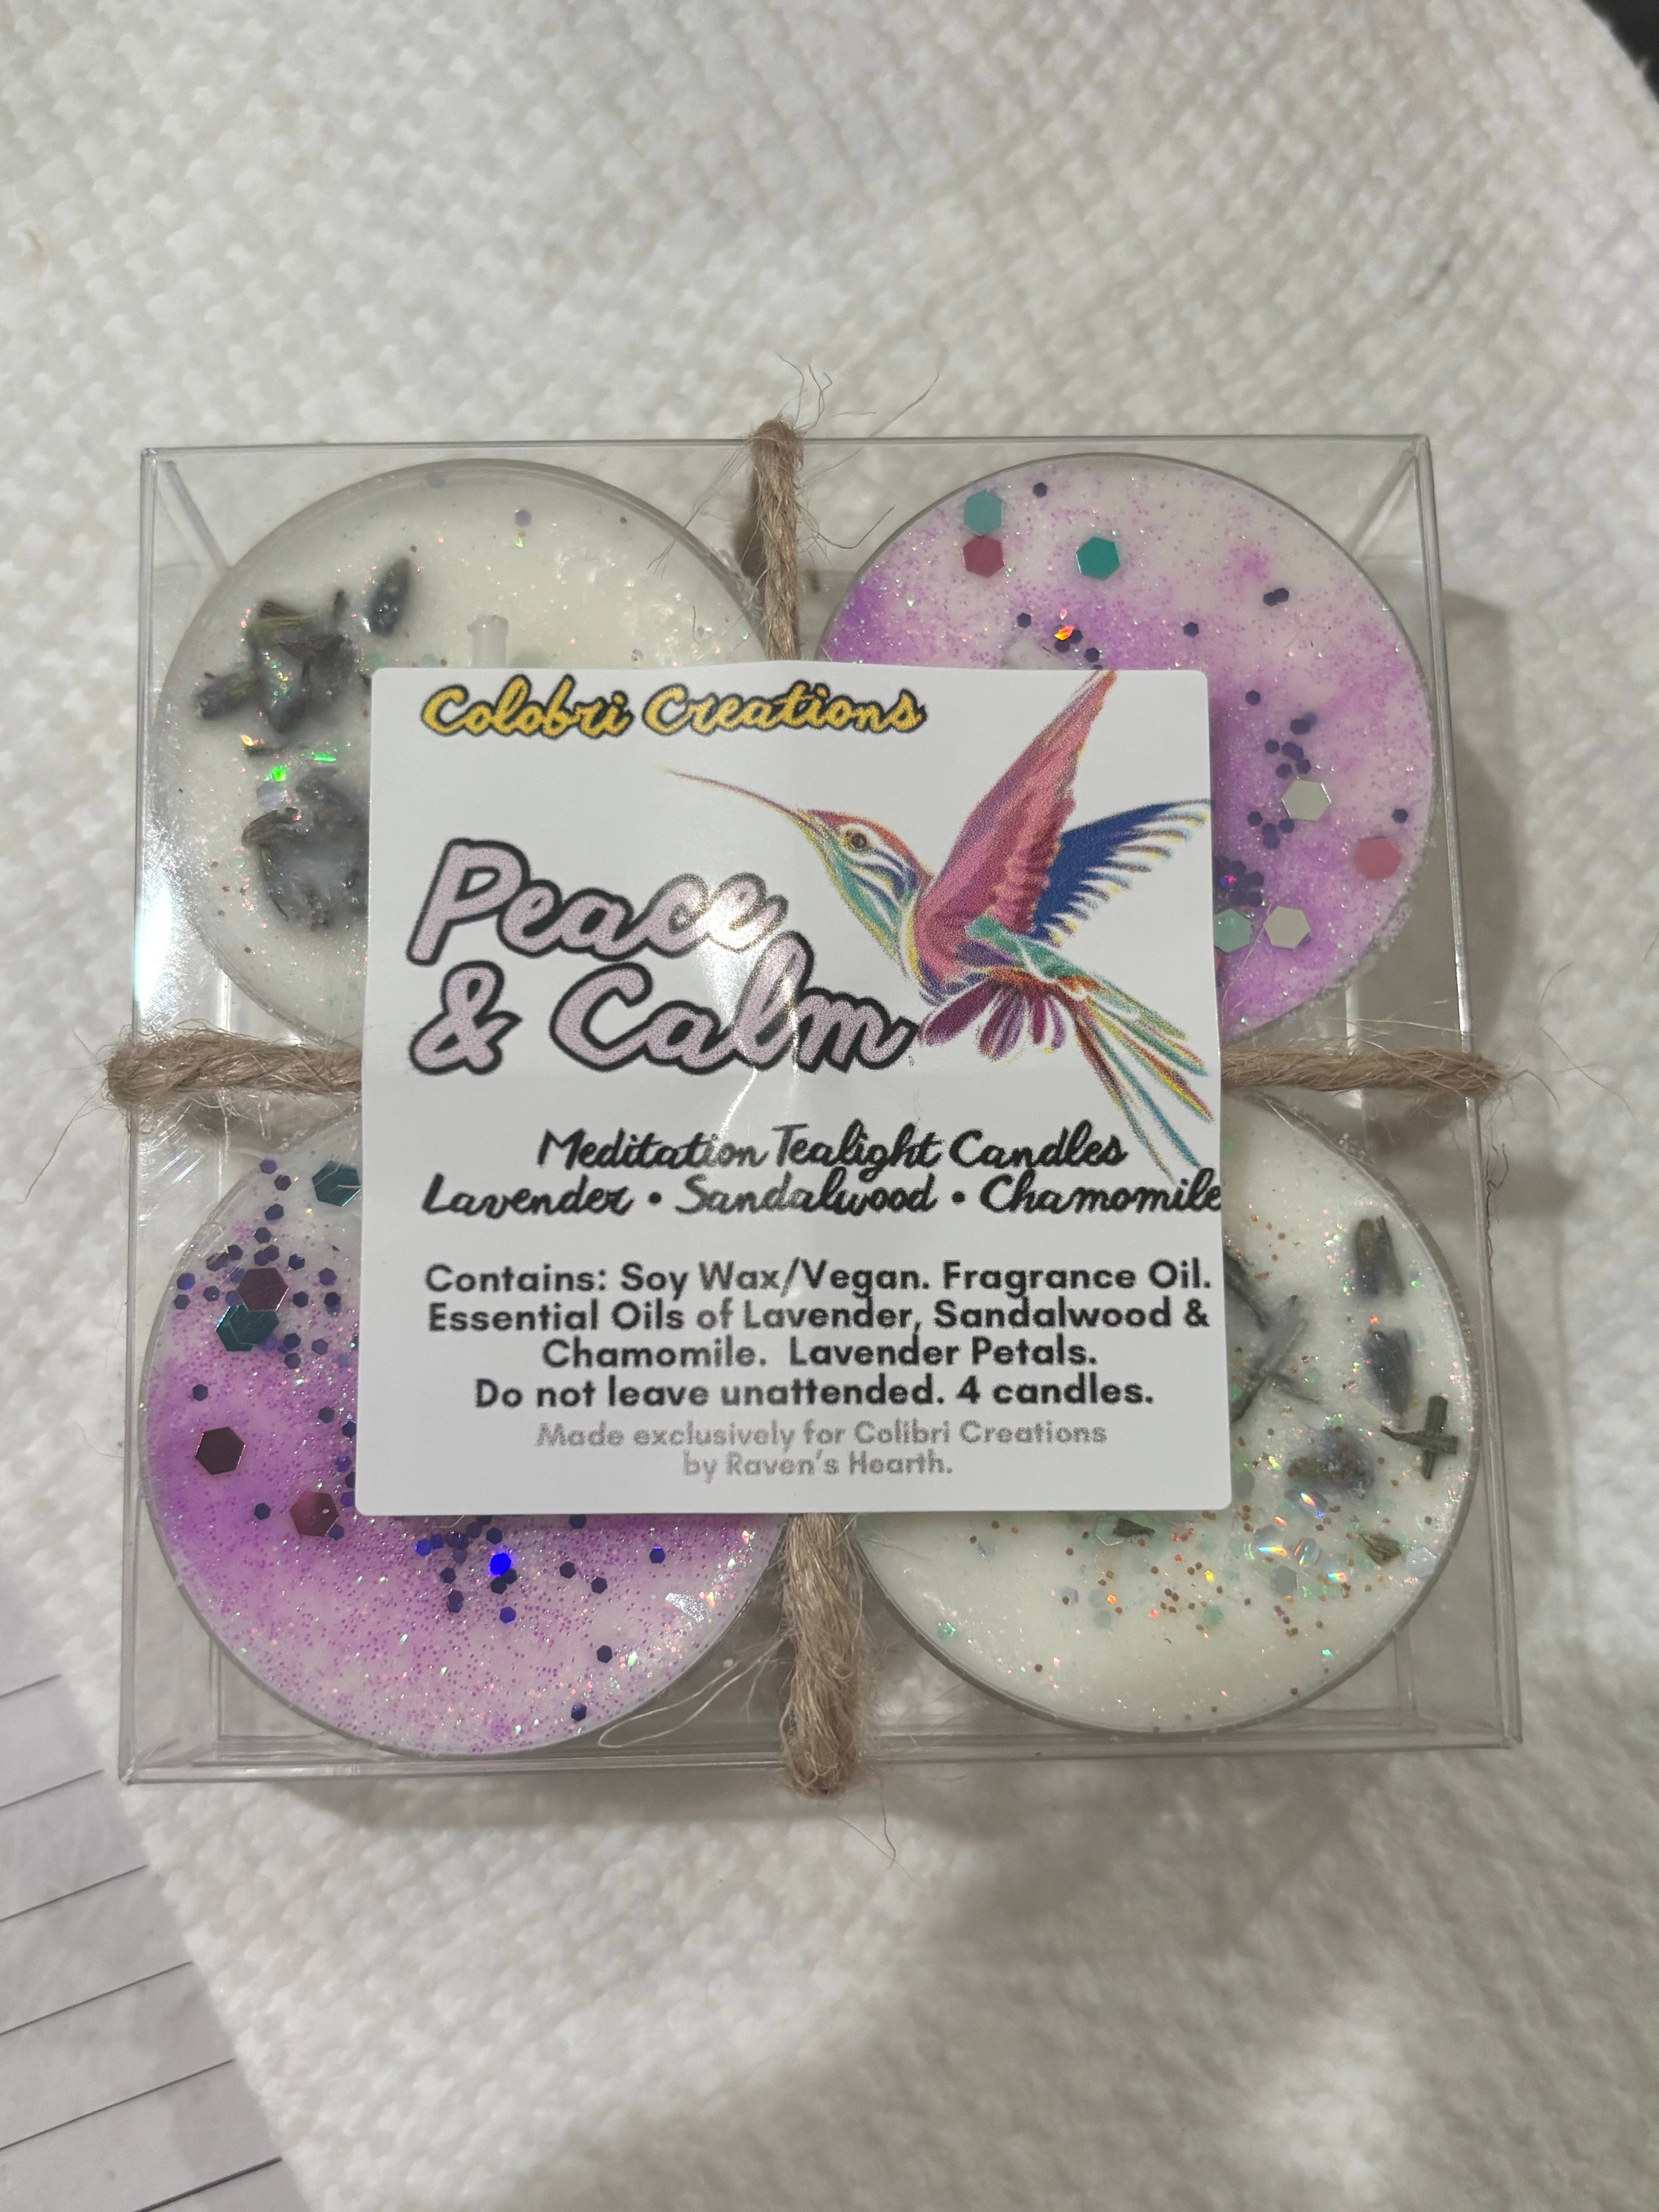 Colobri Creations
Peace
& Calm
Meditation Tealight Candles
Lavender • Sandalwood • Chamomile
Contains: Soy Wax/Vegan. Fragrance Oil.
Essential Oils of Lavender, Sandalwood &
Chamomile. Lavender Petals.
Do not leave unattended. 4 candles.
Made exclusively for Colibri Creations
by Raven's Hearth.